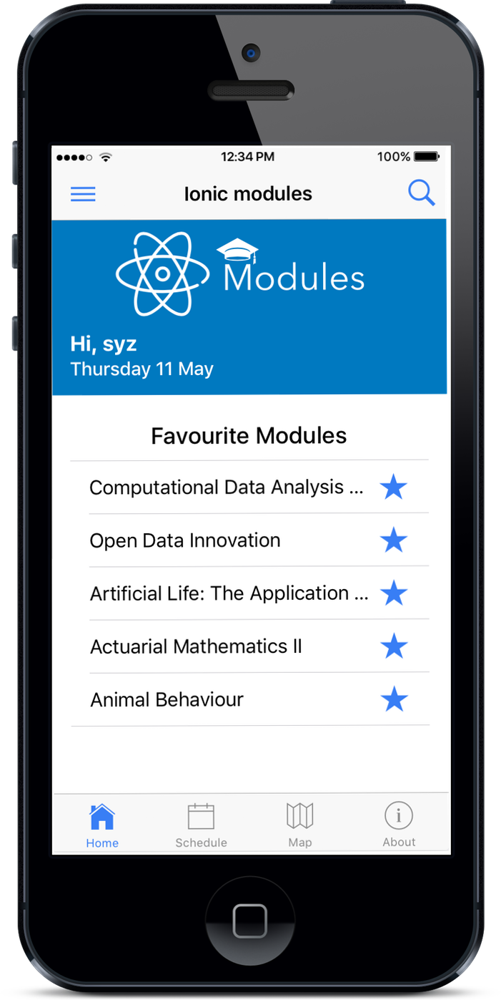 12:34 PM 100%
Ionic modules
Modules
Hi, syz
Thursday 11 May
Favourite Modules
Computational Data Analysis ...
Open Data Innovation
Artificial Life: The Application ...
Actuarial Mathematics II
Animal Behaviour
Home Schedule Map About